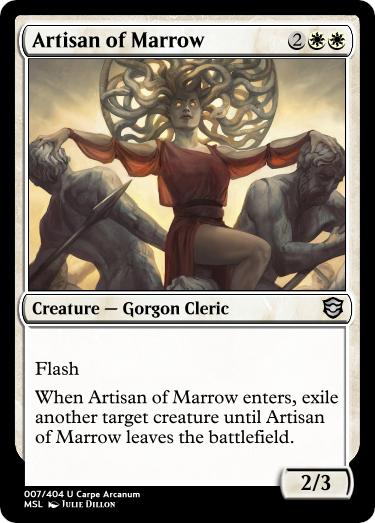 Artisan of Marrow 2
Creature — Gorgon Cleric
Flash
When Artisan of Marrow enters, exile
another target creature until Artisan
of Marrow leaves the battlefield.
2/3
007/404 U Carpe Arcanum
MSL Julie Dillon